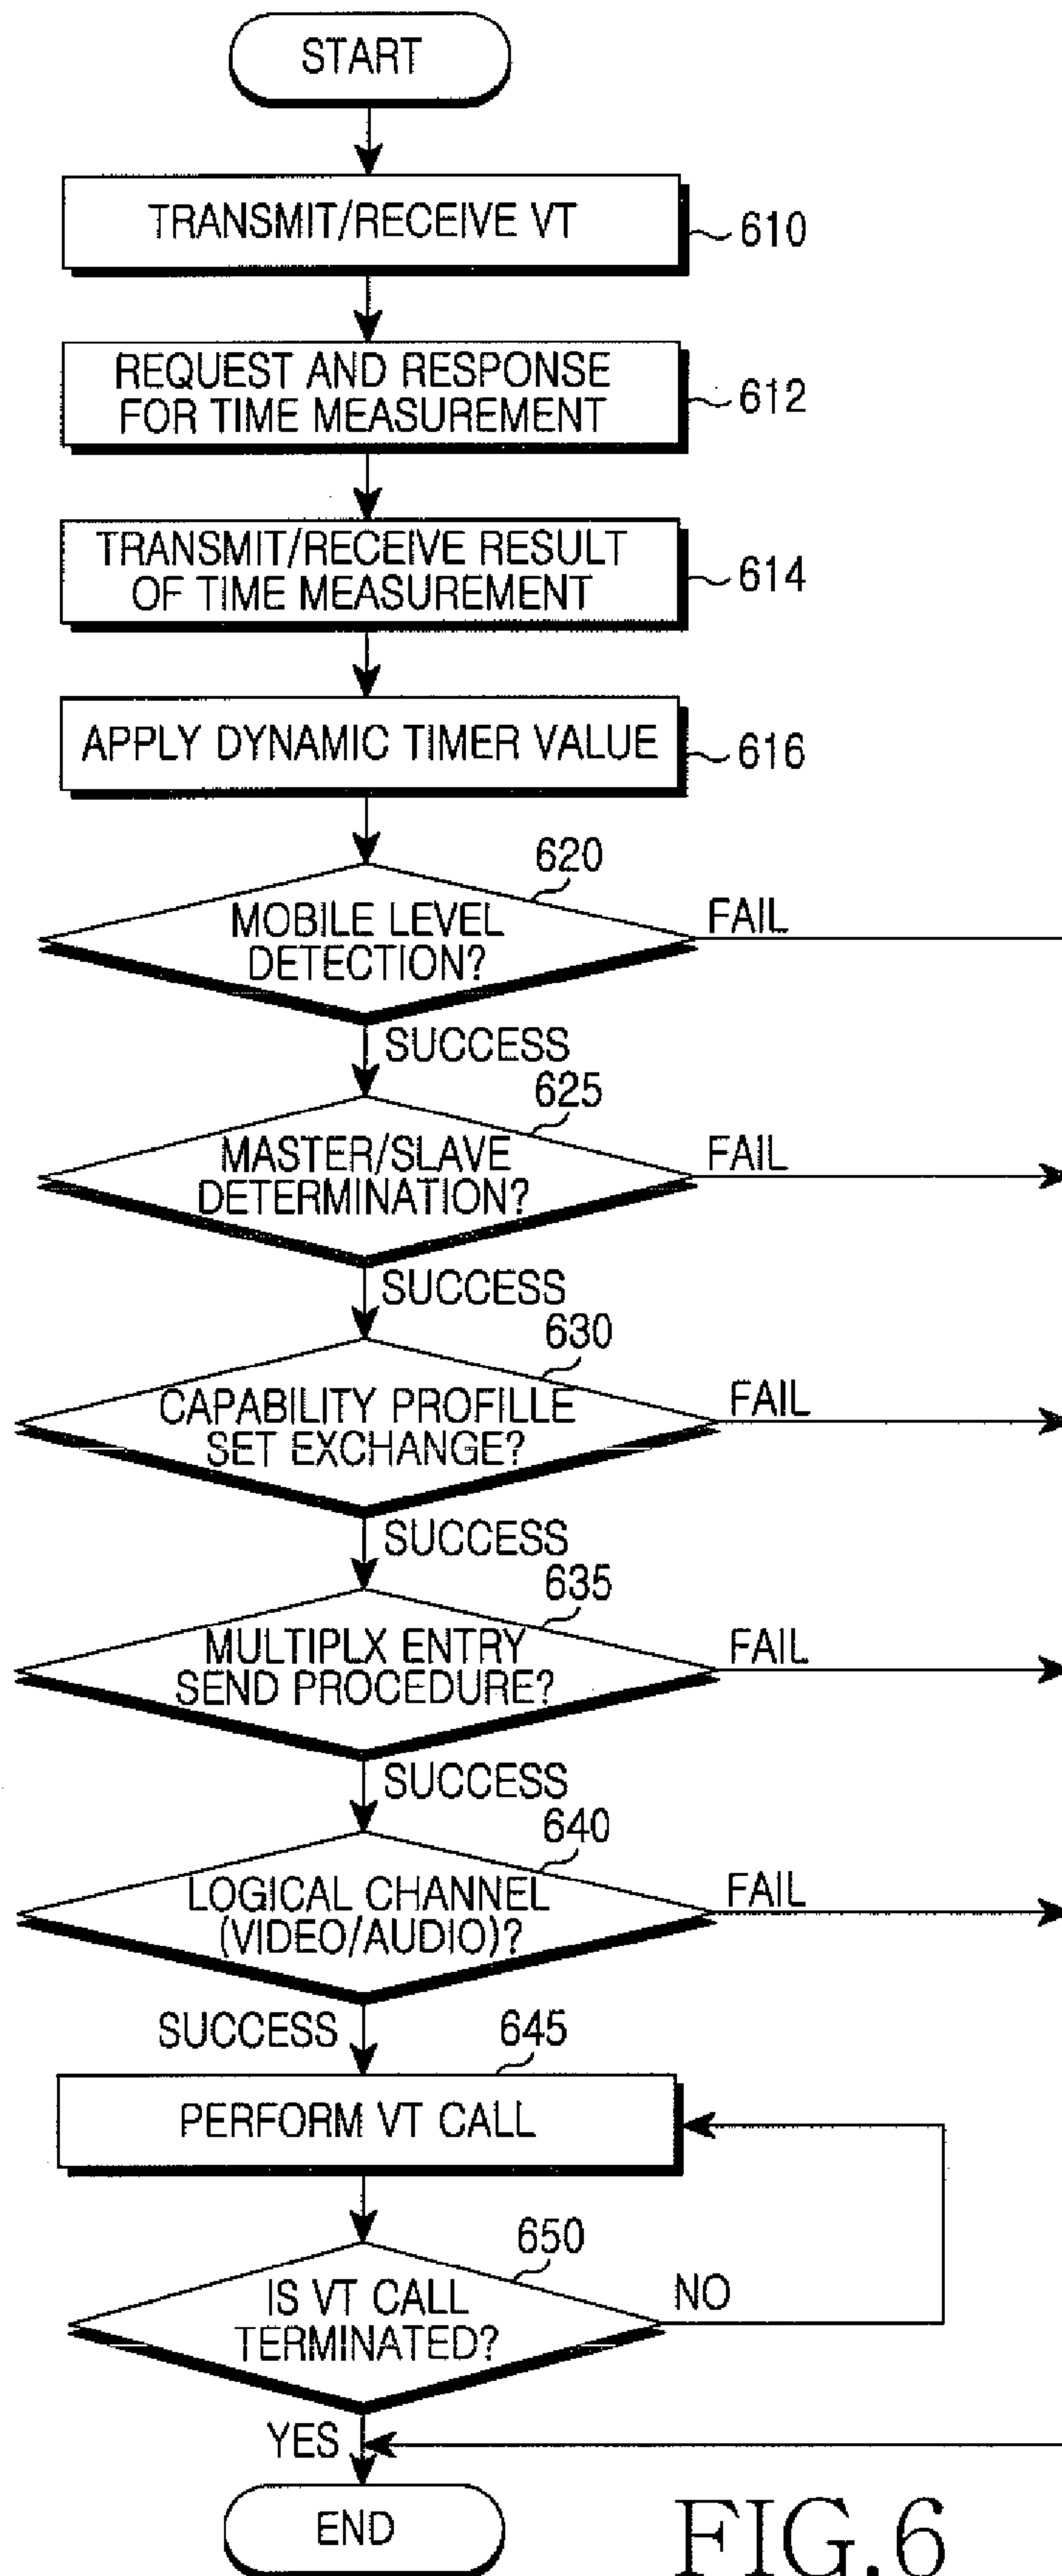 START
TRANSMIT/RECEIVE VT
610
REQUEST AND RESPONSE
FOR TIME MEASUREMENT
612
TRANSMIT/RECEIVE RESULT
OF TIME MEASUREMENT
614
APPLY DYNAMIC TIMER VALUE
616
620
MOBILE LEVEL
DETECTION?
FAIL
SUCCESS
625
MASTER/SLAVE
DETERMINATION?
FAIL
SUCCESS
630
CAPABILITY PROFILLE
SET EXCHANGE?
FAIL
SUCCESS
635
MULTIPLX ENTRY
SEND PROCEDURE?
FAIL
SUCCESS
640
LOGICAL CHANNEL
(VIDEO/AUDIO)?
FAIL
SUCCESS
645
PERFORM VT CALL
650
IS VT CALL
TERMINATED?
NO
YES
END
FIG.6